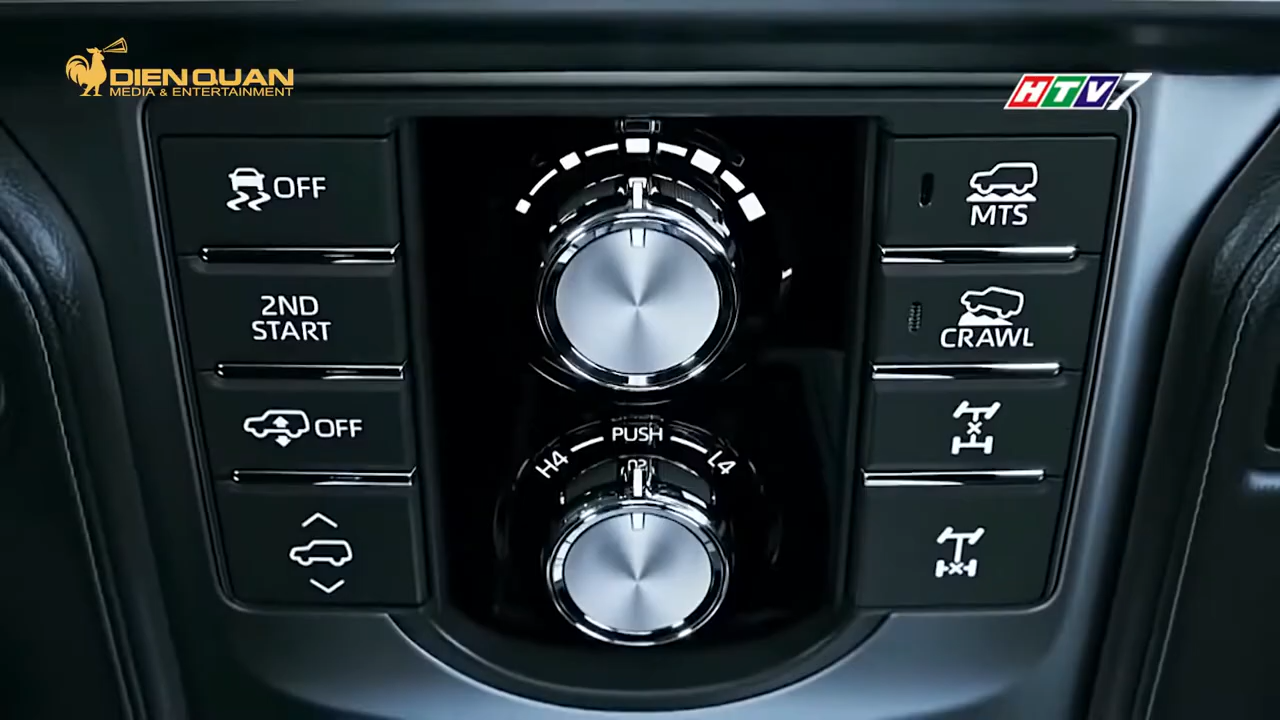 DIEN QUAN
MEDIA & ENTERTAINMENT
HTV7
OFF
2ND
START
OFF
PUSH
H4
L4
MTS
CRAWL